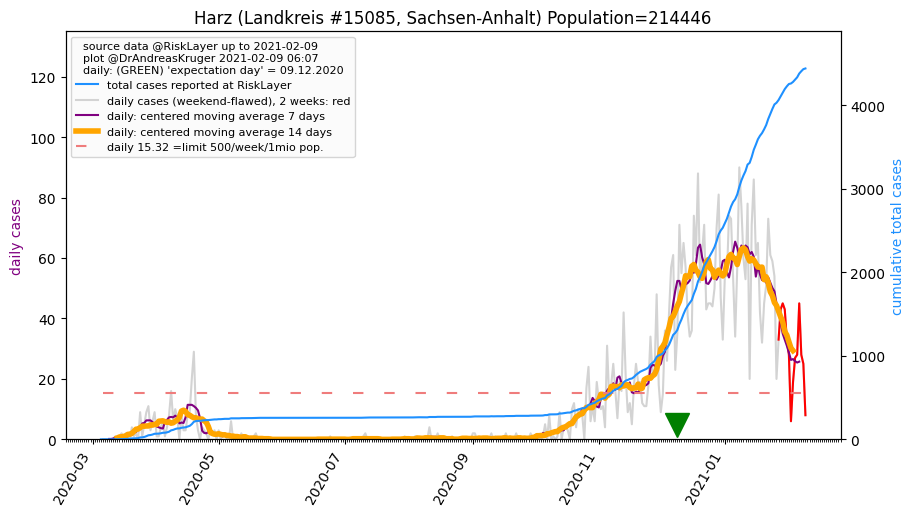 Harz (Landkreis #15085, Sachsen-Anhalt) Population=214446
source data @RiskLayer up to 2021-02-09
plot @DrAndreasKruger 2021-02-09 06:07
daily: (GREEN) 'expectation day' = 09.12.2020
total cases reported at RiskLayer
daily cases (weekend-flawed), 2 weeks: red
daily: centered moving average 7 days
daily: centered moving average 14 days
daily 15.32 =limit 500/week/1mio pop.
daily cases
120
100
80
60
40
20
0
cumulative total cases
4000
3000
2000
1000
0
2020-03
2020-05
2020-07
2020-09
2020-11
2021-01